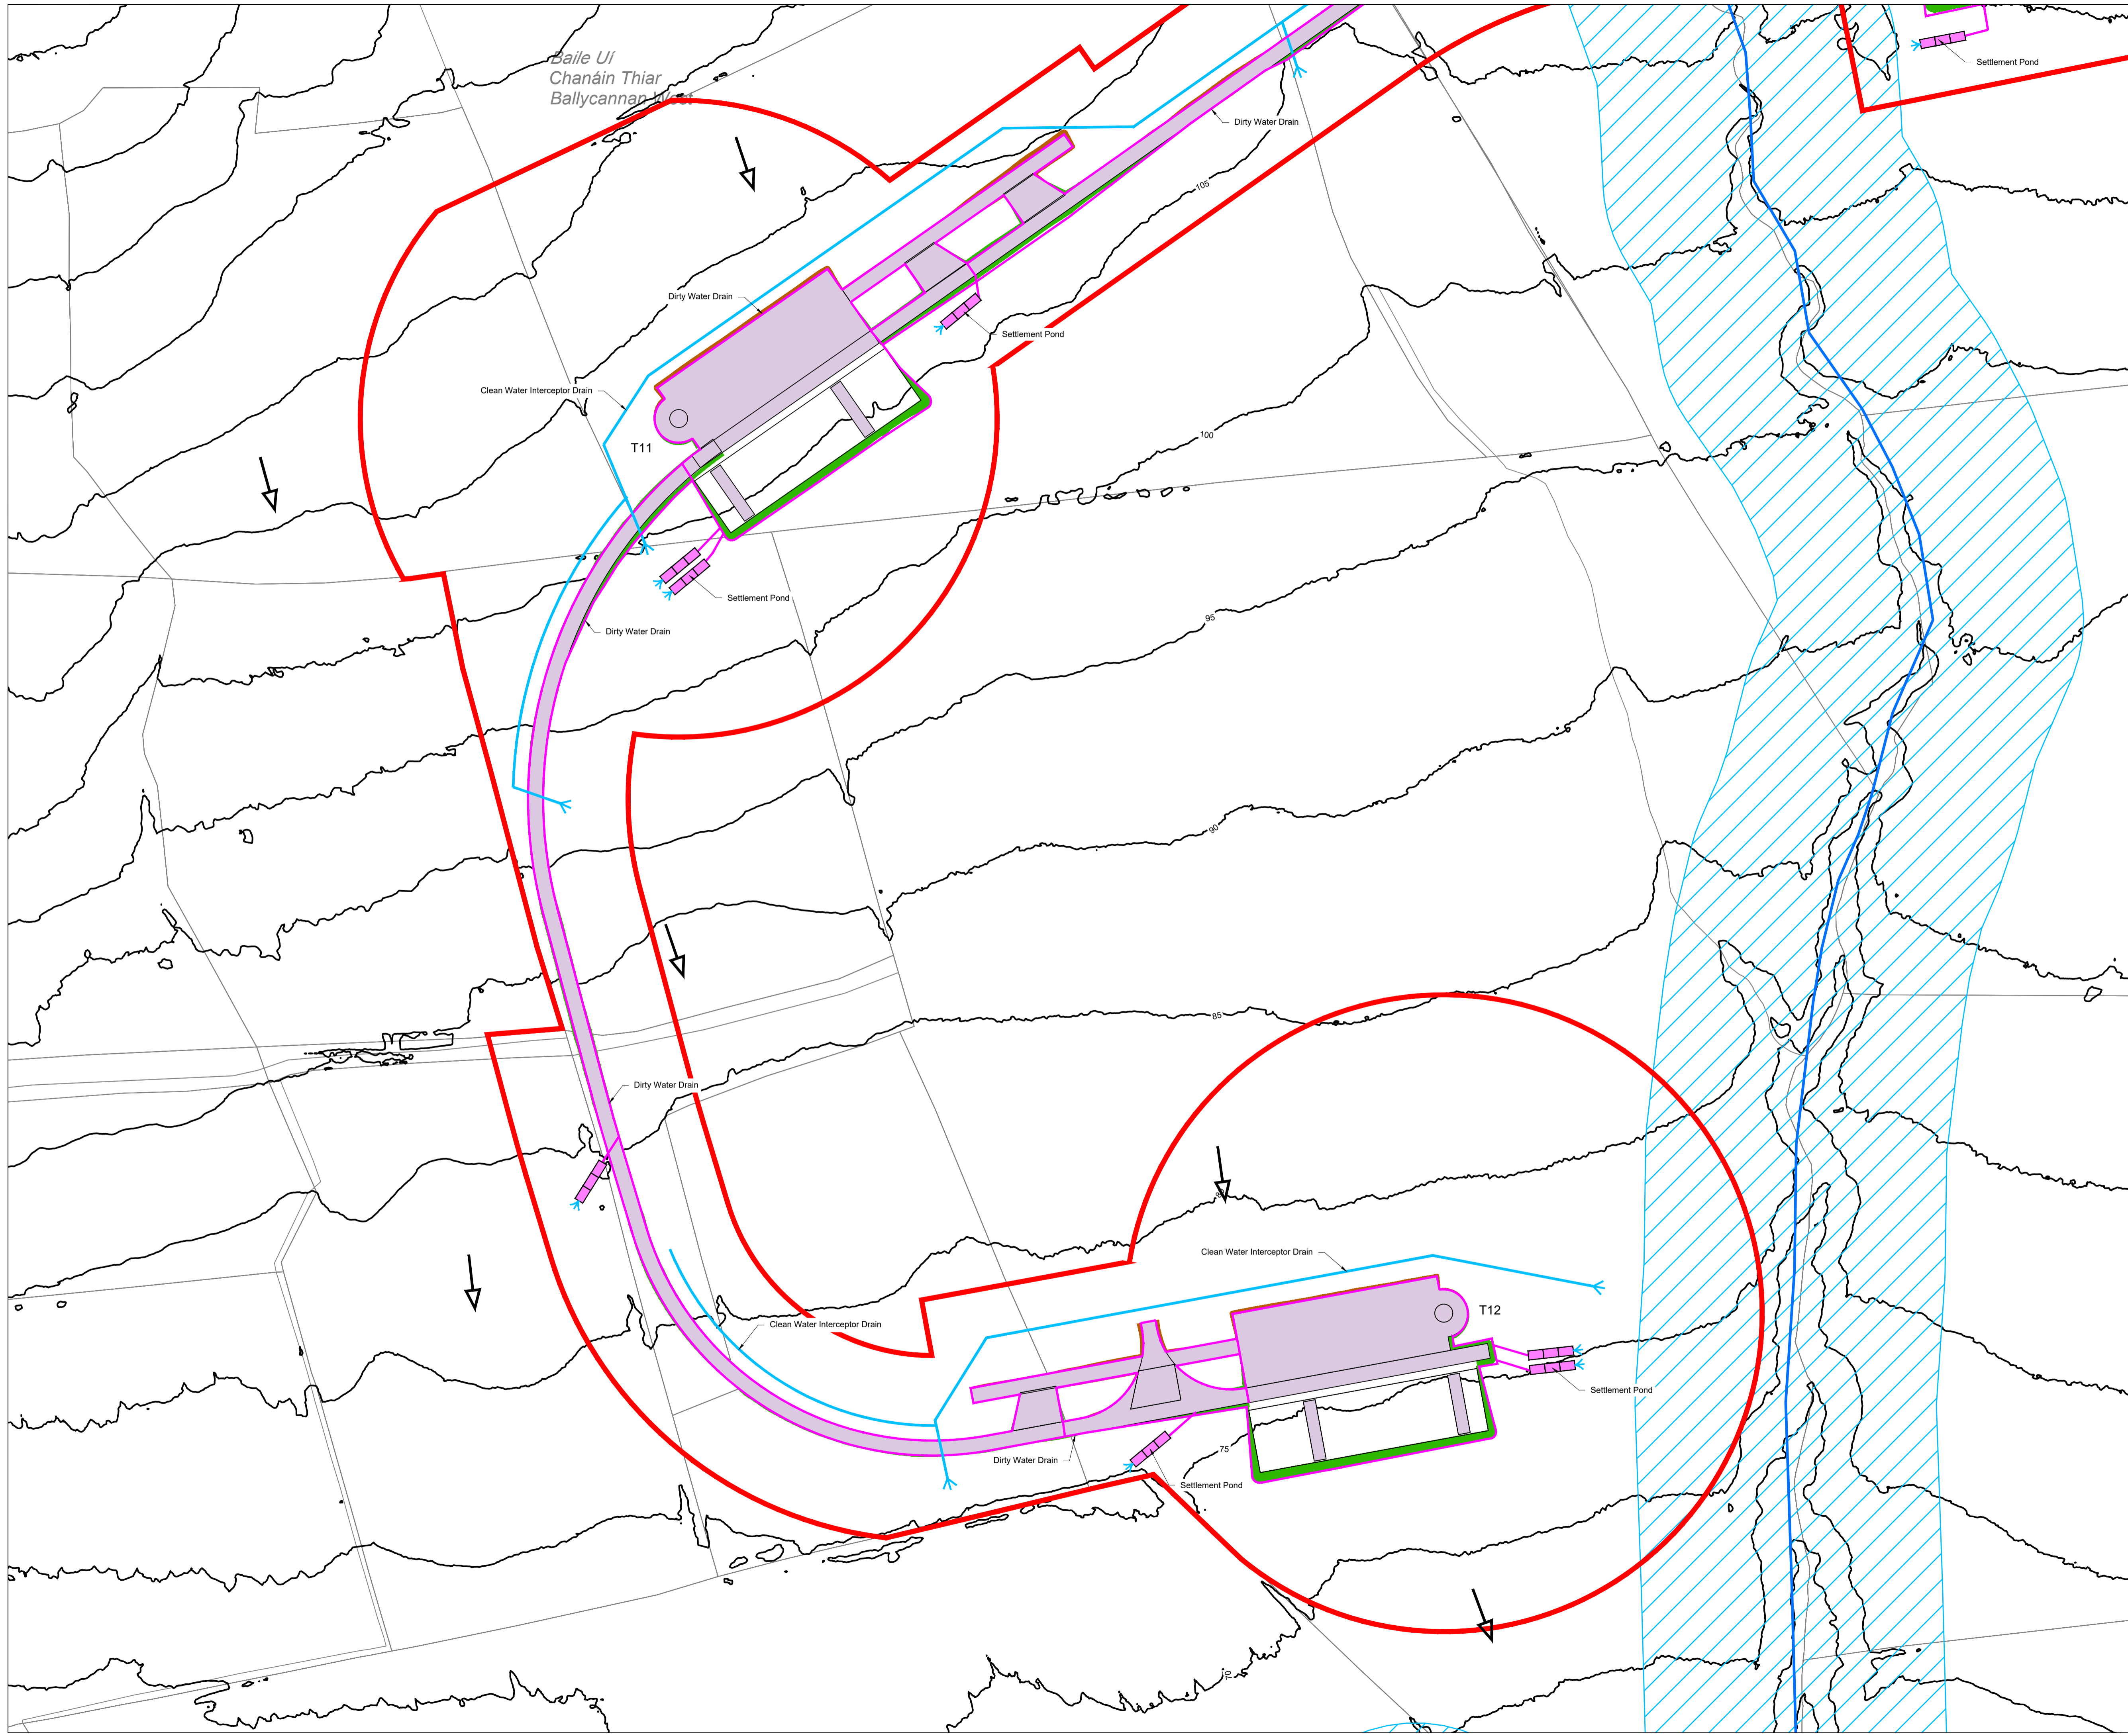 Baile Uí
Chanáin Thiar
Ballycannan West
Settlement Pond
Dirty Water Drain
105
Dirty Water Drain
Settlement Pond
Clean Water Interceptor Drain
T11
100
Settlement Pond
95
Dirty Water Drain
90
85
Dirty Water Drain
80
Clean Water Interceptor Drain
T12
Clean Water Interceptor Drain
Settlement Pond
75
Dirty Water Drain
Settlement Pond
70